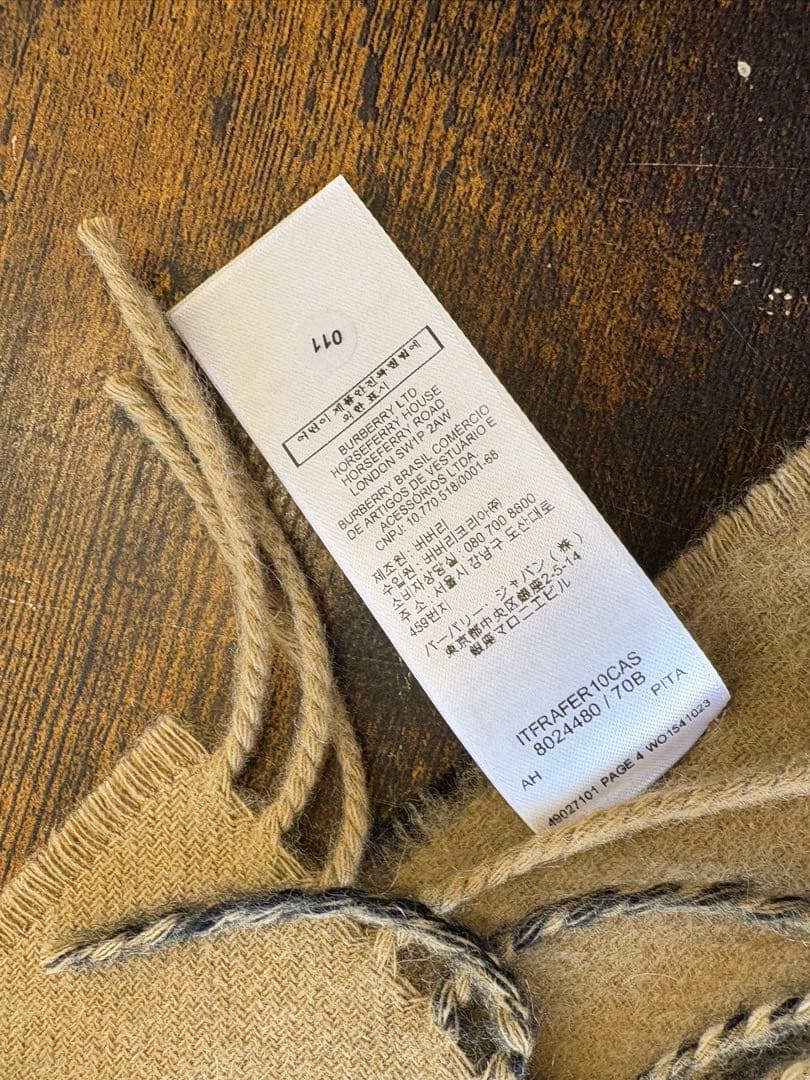 011
어린이 제품안전특별법에
의한 표시
BURBERRY LTD
HORSEFERRY HOUSE
HORSEFERRY ROAD
LONDON SW1P 2AW
BURBERRY BRASIL COMÉRCIO
DE ARTIGOS DE VESTUÁRIO E
ACESSÓRIOS LTDA
CNPJ: 10.770.518/0001-68
제조원: 버버리
수입원: 버버리코리아㈜
소비자상담실: 080 700 8800
주 소: 서울시 강남구 도산대로
459번지
バーバリー・ジャパン(株)
東京都中央区銀座2-5-14
銀座マロニエビル
ITFRAFER10CAS
8024480 / 70B
AH PITA
49027101 PAGE 4 WO1541023